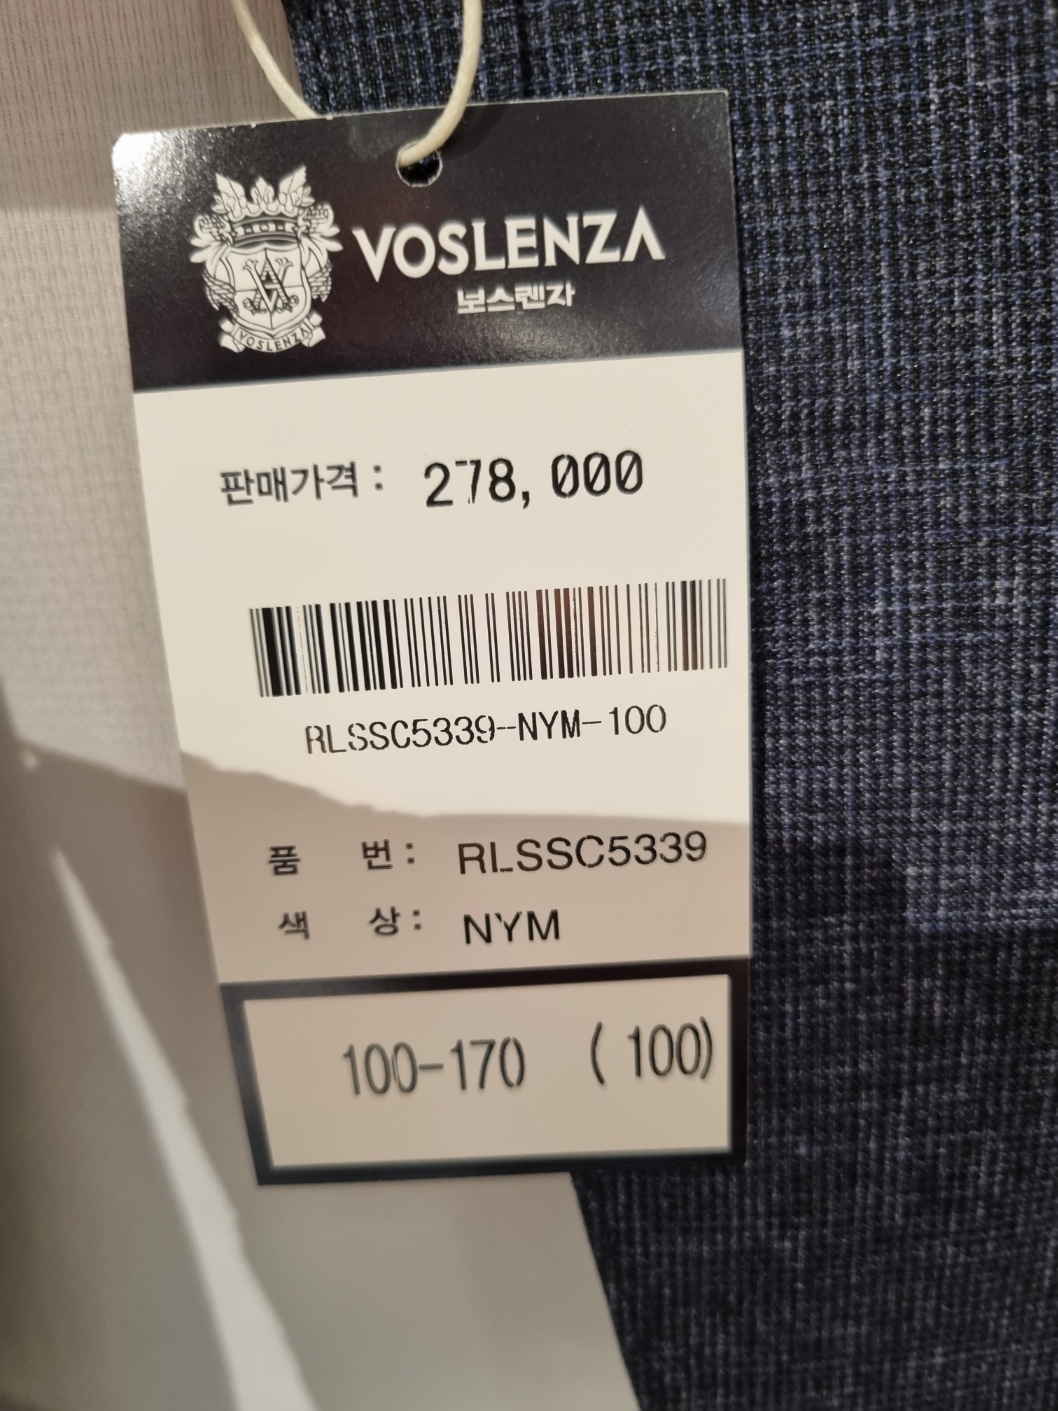 VOSLENZA
보스렌자
VOSLENZA
판매가격 : 278,000
RLSSC5339-NYM-100
품 번 : RLSSC5339
색 상 : NYM
100-170 ( 100)